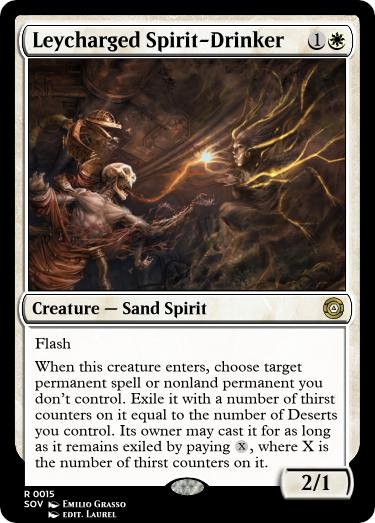 Leycharged Spirit-Drinker 1
Creature — Sand Spirit
Flash
When this creature enters, choose target
permanent spell or nonland permanent you
don't control. Exile it with a number of thirst
counters on it equal to the number of Deserts
you control. Its owner may cast it for as long
as it remains exiled by paying X, where X is
the number of thirst counters on it.
2/1
R 0015
SOV Emilio Grasso
edit. Laurel